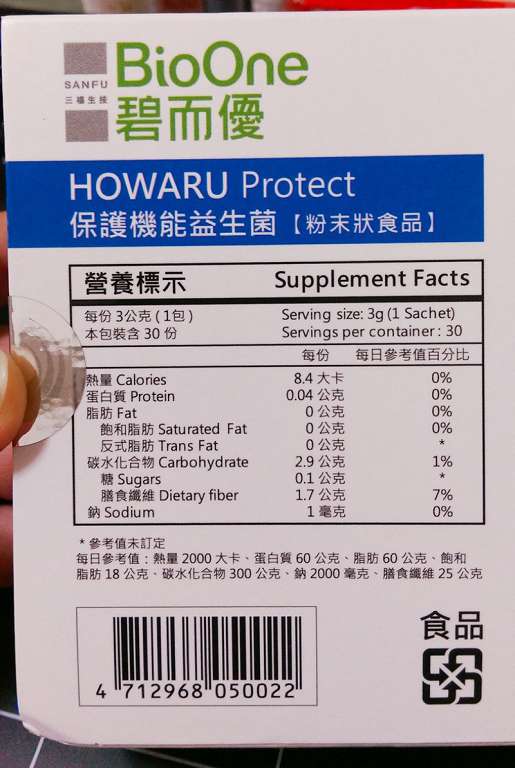 SANFU
三福生技
BioOne
碧而優
HOWARU Protect
保護機能益生菌【粉末狀食品】
營養標示 Supplement Facts
每份 3公克 (1包) Serving size: 3g (1 Sachet)
本包裝含 30 份 Servings per container: 30
每份 每日參考值百分比
熱量 Calories 8.4 大卡 0%
蛋白質 Protein 0.04 公克 0%
脂肪 Fat 0 公克 0%
飽和脂肪 Saturated Fat 0 公克 0%
反式脂肪 Trans Fat 0 公克 *
碳水化合物 Carbohydrate 2.9 公克 1%
糖 Sugars 0.1 公克 *
膳食纖維 Dietary fiber 1.7 公克 7%
鈉 Sodium 1 毫克 0%
* 參考值未訂定
每日參考值：熱量 2000 大卡、蛋白質 60 公克、脂肪 60 公克、飽和
脂肪 18 公克、碳水化合物 300 公克、鈉 2000 毫克、膳食纖維 25 公克
食品
4 712968 050022